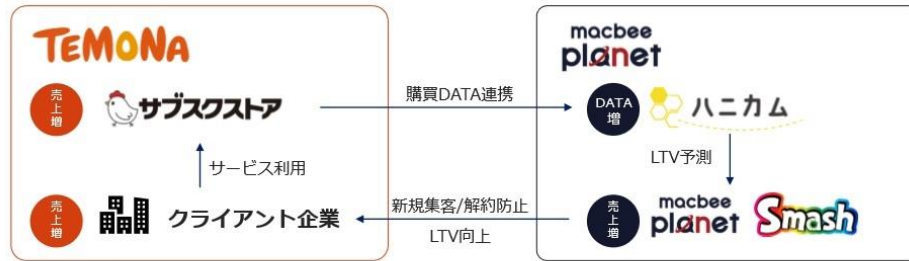 TEMONA
売上増
サブスクストア
サービス利用
売上増
クライアント企業
購買DATA連携
新規集客/解約防止
LTV向上
macbee
planet
DATA
増
ハニカム
LTV予測
売上増
macbee
planet
Smash